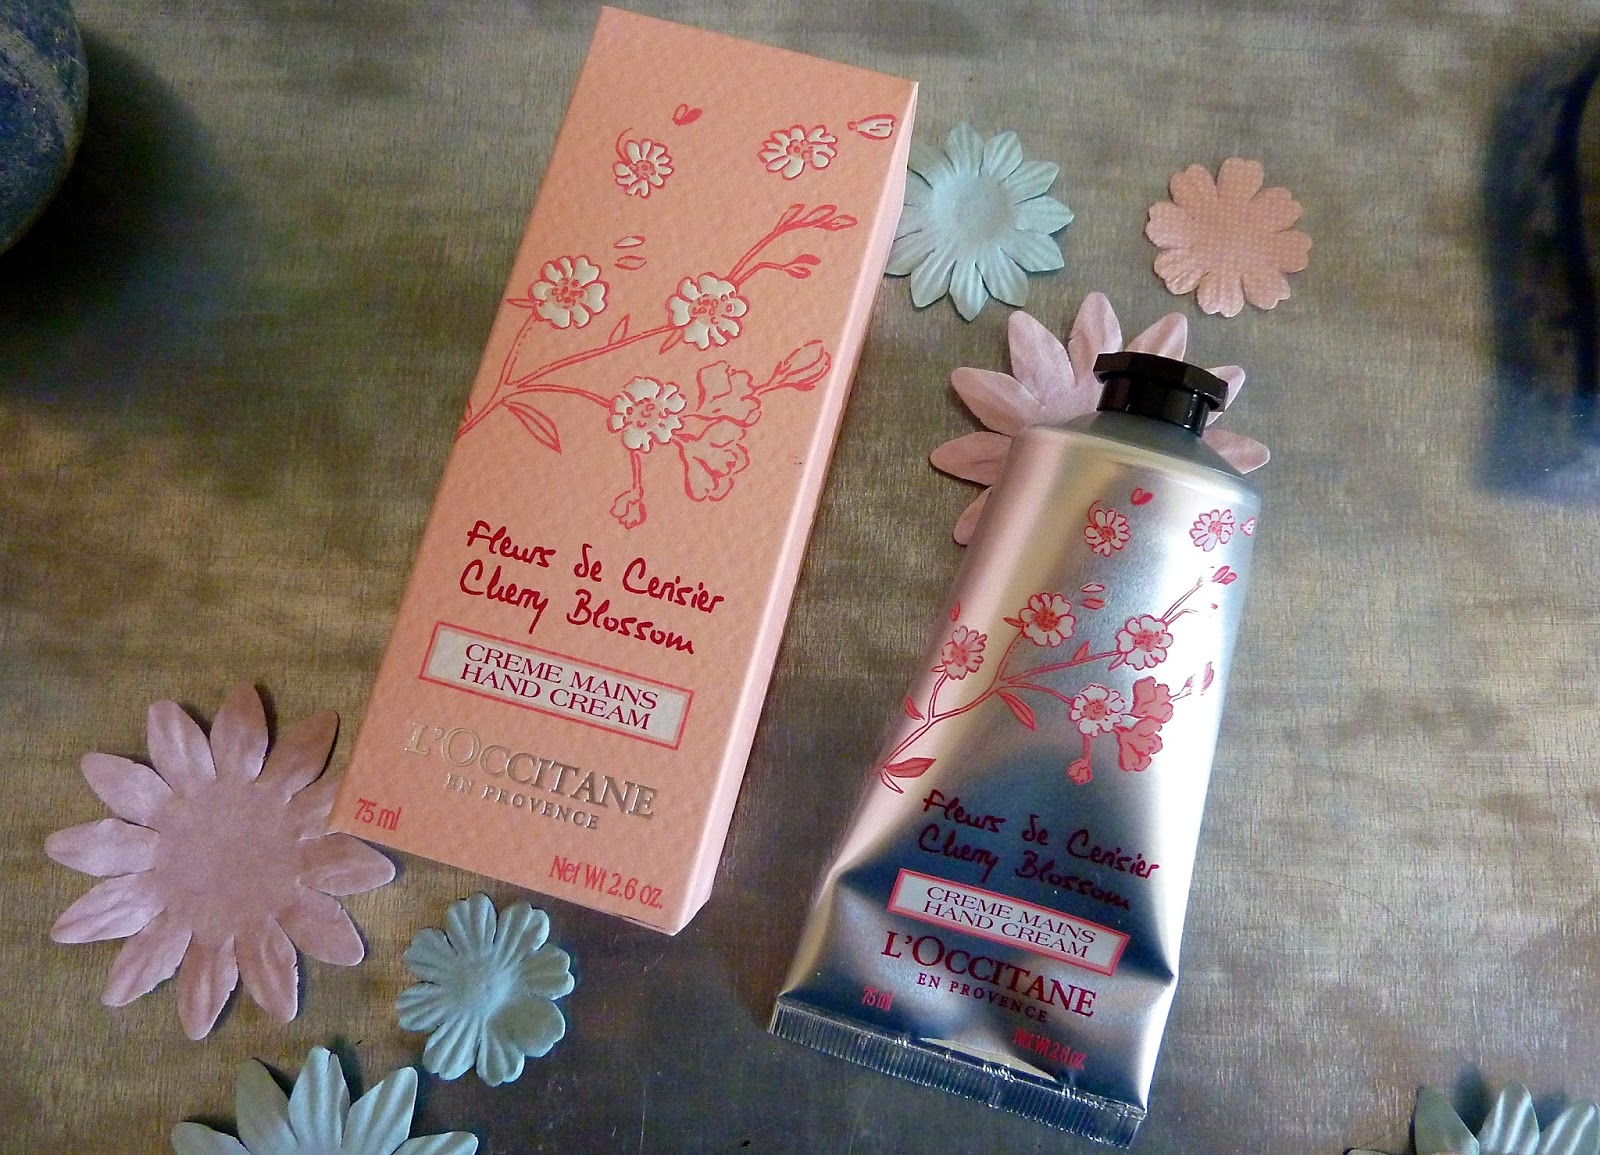 Fleurs de Cerisier
Cherry Blossom
CREME MAINS
HAND CREAM
L'OCCITANE
EN PROVENCE
75 ml
Net Wt 2.6 oz.
Fleurs de Cerisier
Cherry Blossom
CREME MAINS
HAND CREAM
L'OCCITANE
EN PROVENCE
75 ml
Net Wt 2.6 oz.